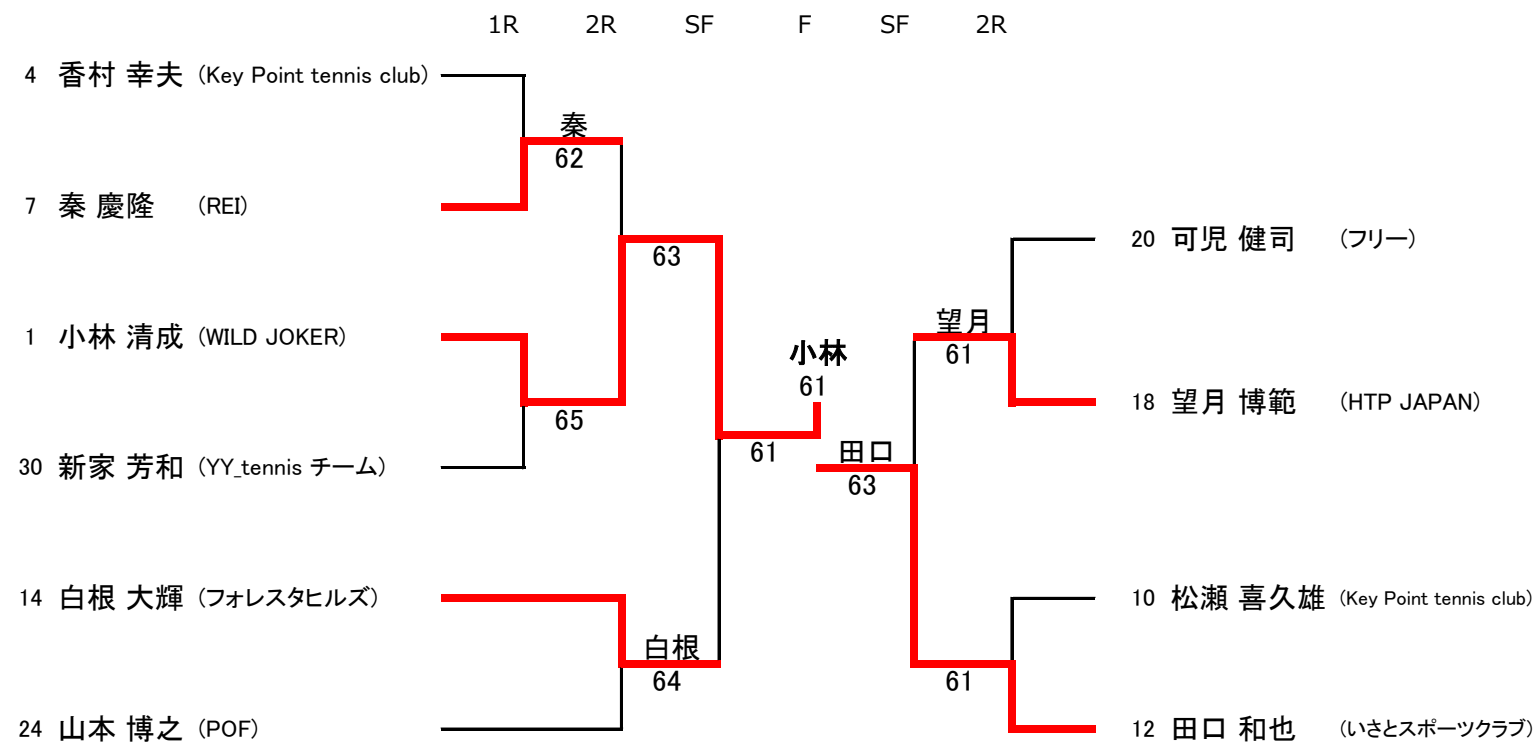 1R 2R SF F SF 2R
4 香村 幸夫 (Key Point tennis club)
秦
62
7 秦 慶隆 (REI)
63
1 小林 清成 (WILD JOKER)
65
30 新家 芳和 (YY_tennis チーム)
14 白根 大輝 (フォレスタヒルズ)
白根
64
24 山本 博之 (POF)
61
小林
61
田口
63
20 可児 健司 (フリー)
望月
61
18 望月 博範 (HTP JAPAN)
10 松瀬 喜久雄 (Key Point tennis club)
61
12 田口 和也 (いさとスポーツクラブ)